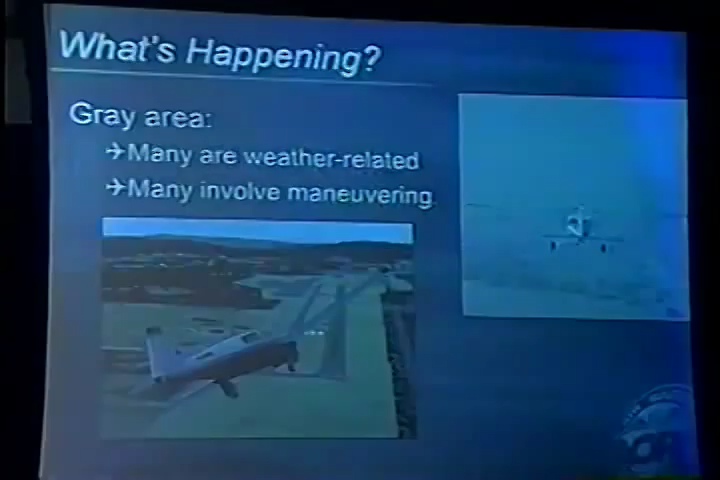 What's Happening?
Gray area:
✈Many are weather-related
✈Many involve maneuvering